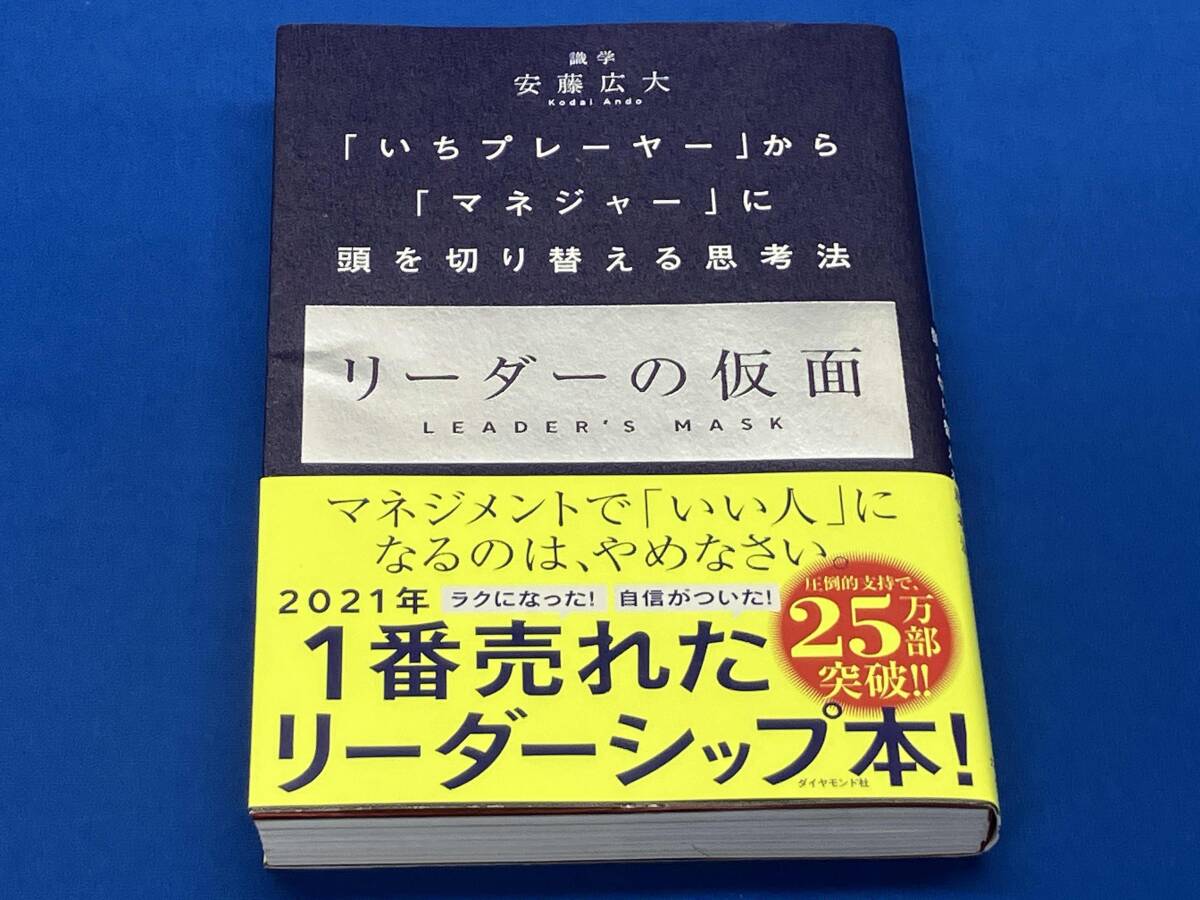 識学
安藤広大
Kodai Ando
「いちプレーヤー」から
「マネジャー」に
頭を切り替える思考法
リーダーの仮面
LEADER'S MASK
マネジメントで「いい人」に
なるのは、やめなさい。
2021年
ラクになった!
自信がついた!
1番売れた
リーダーシップ本!
圧倒的支持で、
25万部
突破!!
ダイヤモンド社